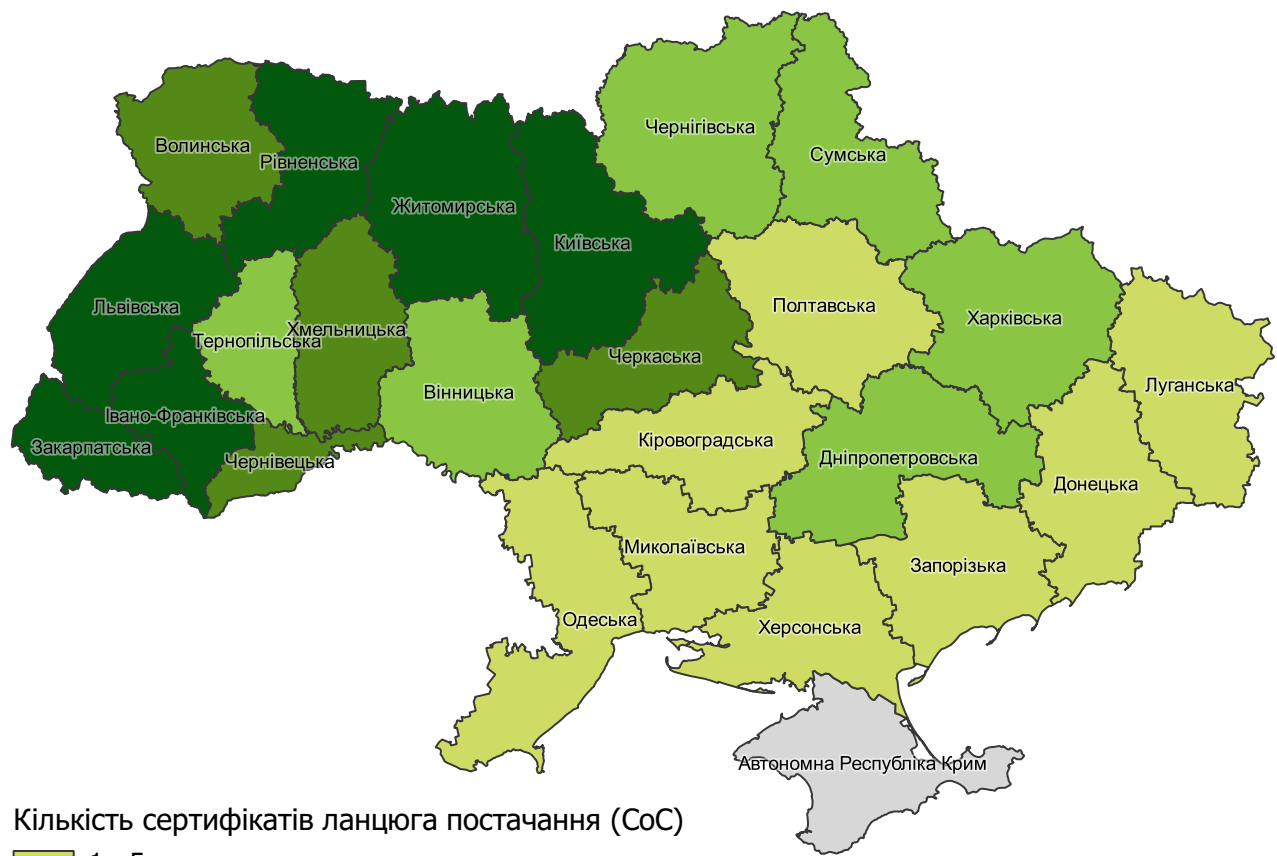 Чернігівська
Сумська
Волинська
Рівненська
Житомирська
Київська
Львівська
Полтавська
Харківська
Тернопільська
Хмельницька
Черкаська
Луганська
Вінницька
Івано-Франківська
Закарпатська
Кіровоградська
Дніпропетровська
Чернівецька
Донецька
Миколаївська
Запорізька
Одеська
Херсонська
Автономна Республіка Крим
Кількість сертифікатів ланцюга постачання (CoC)